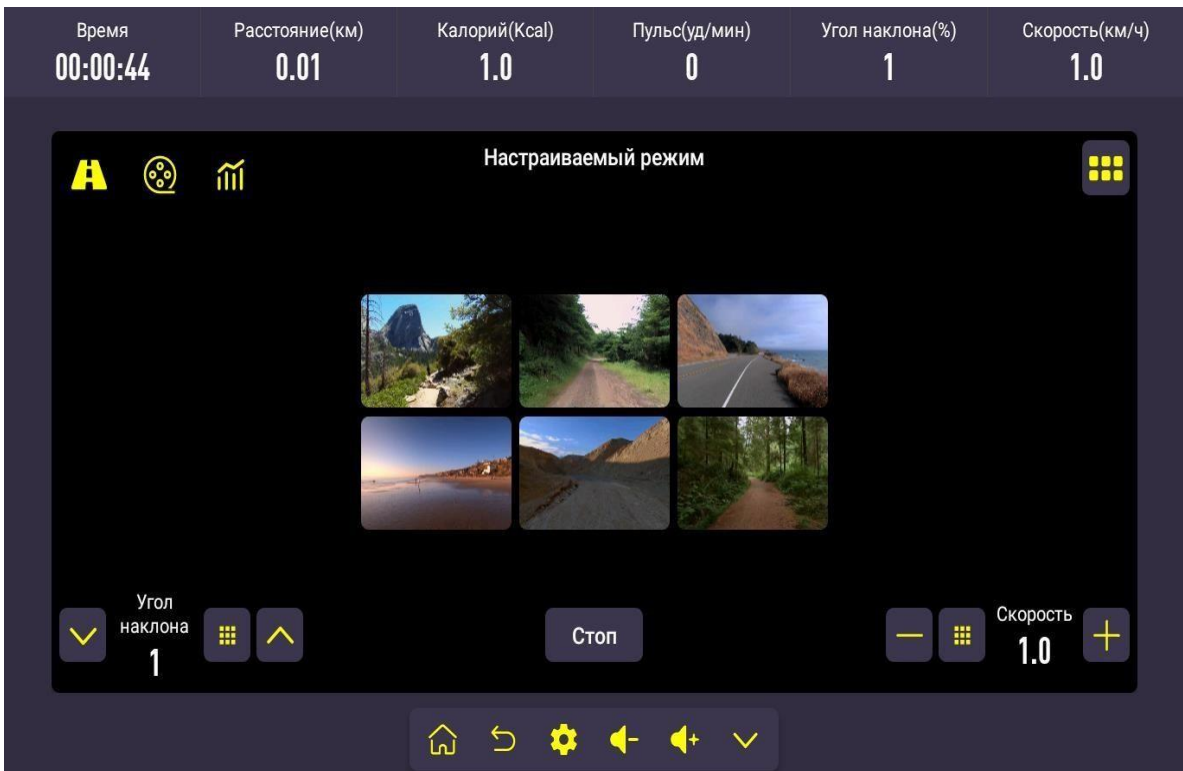 Время
00:00:44
Расстояние(км)
0.01
Калорий(Kcal)
1.0
Пульс(уд/мин)
0
Угол наклона(%)
1
Скорость(км/ч)
1.0
Настраиваемый режим
Угол
наклона
1
Стоп
Скорость
1.0